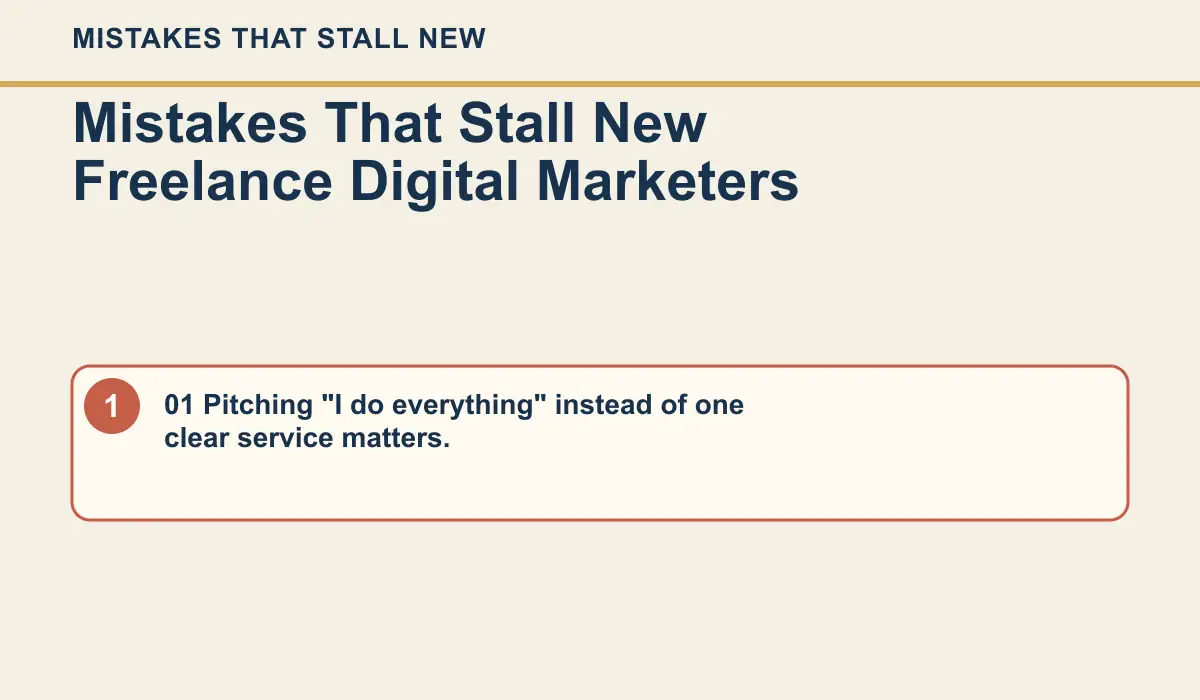 MISTAKES THAT STALL NEW
Mistakes That Stall New
Freelance Digital Marketers
1
01 Pitching "I do everything" instead of one
clear service matters.